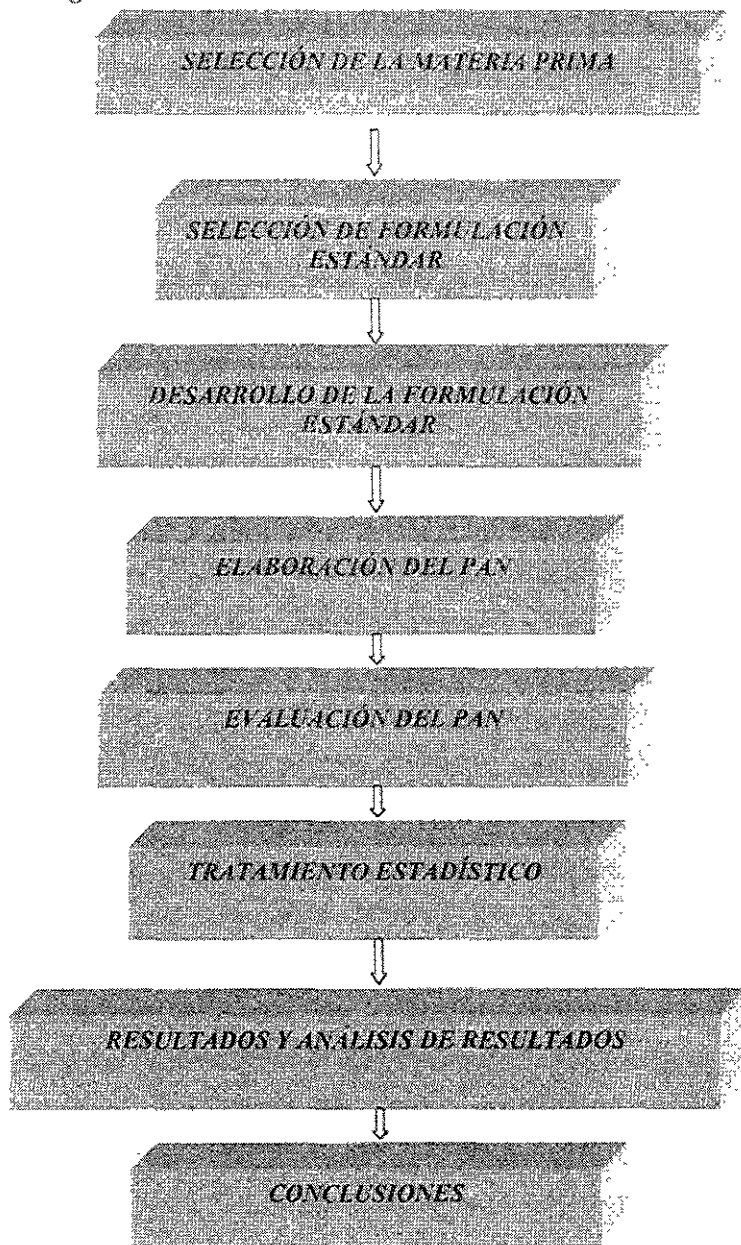 SELECCIÓN DE LA MATERIA PRIMA
SELECCIÓN DE FORMULACIÓN
ESTÁNDAR
DESARROLLO DE LA FORMULACIÓN
ESTÁNDAR
ELABORACIÓN DEL PAN
EVALUACIÓN DEL PAN
TRATAMIENTO ESTADÍSTICO
RESULTADOS Y ANÁLISIS DE RESULTADOS
CONCLUSIONES